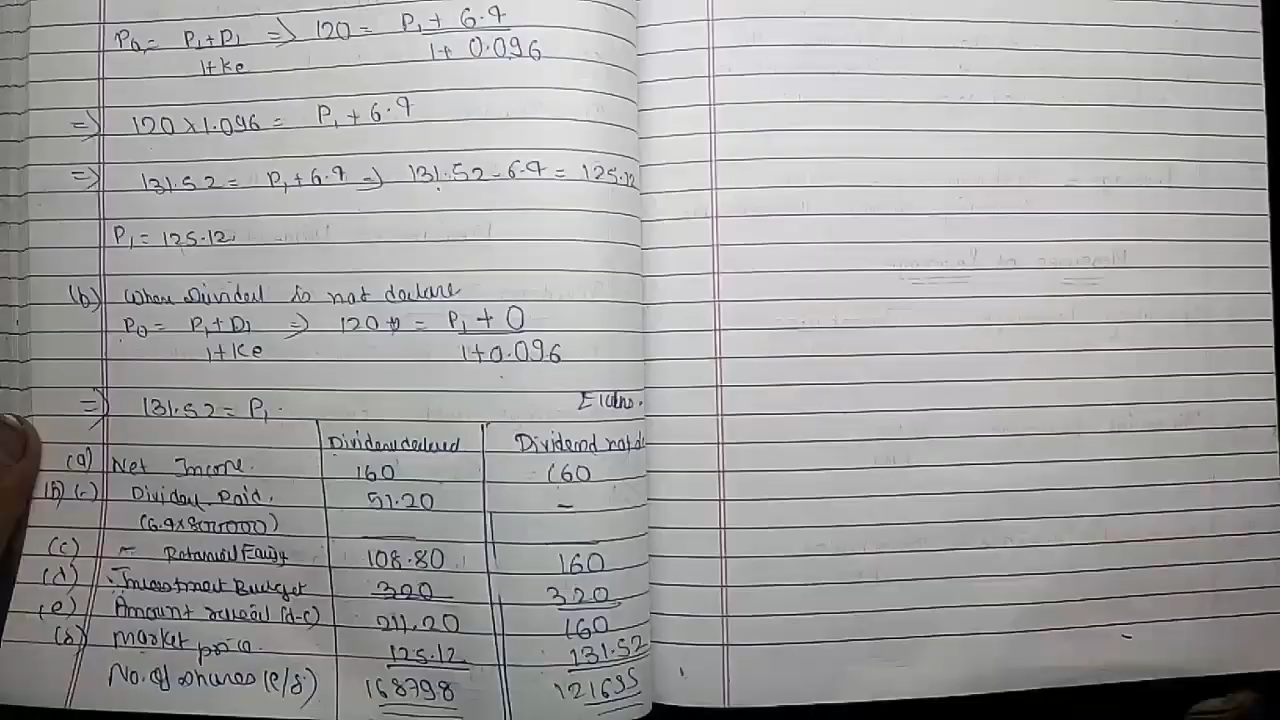 P0 = P1+P1 => 120 = P1 + 6.4
1+ke 1+ 0.096
=> 120 x 1.096 = P1 + 6.4
=> 131.52 = P1 + 6.4 => 131.52 - 6.4 = 125.12
P1 = 125.12
(b) When Dividend is not declare
P0 = P1+D1 => 120 = P1 + 0
1+Ke 1+0.096
=> 131.52 = P1.
Dividend declared Dividend not d
(a) Net Income. 160 160
(b) (-) Dividend Paid. 51.20 -
(6.4x8000000)
(c) Retained Earng 108.80 160
(d) Investment Budget 320 320
(e) Amount (d-c) 211.20 160
(f) Market price. 125.12 131.52
No. of shares (e/f) 168798 121655